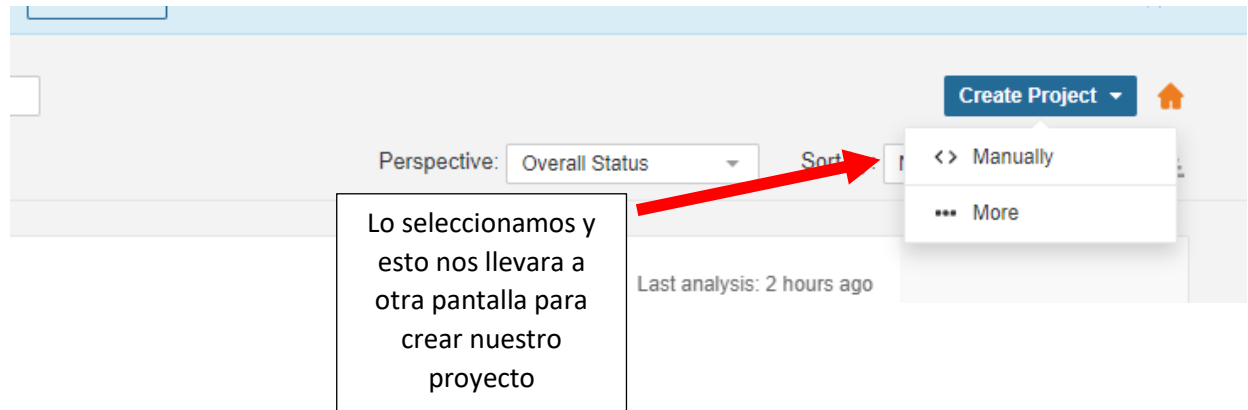 Create Project
Perspective: Overall Status
Sort
Manually
More
Lo seleccionamos y
esto nos llevara a
otra pantalla para
crear nuestro
proyecto
Last analysis: 2 hours ago